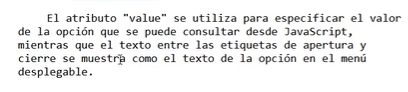 El atributo "value" se utiliza para especificar el valor
de la opción que se puede consultar desde JavaScript,
mientras que el texto entre las etiquetas de apertura y
cierre se muestra como el texto de la opción en el menú
desplegable.